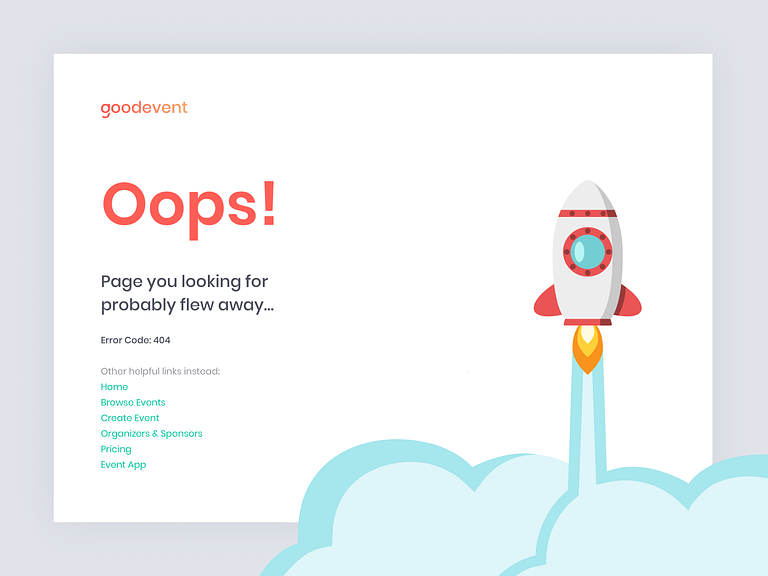 goodevent
Oops!
Page you looking for
probably flew away...
Error Code: 404
Other helpful links instead:
Home
Browse Events
Create Event
Organizers & Sponsors
Pricing
Event App